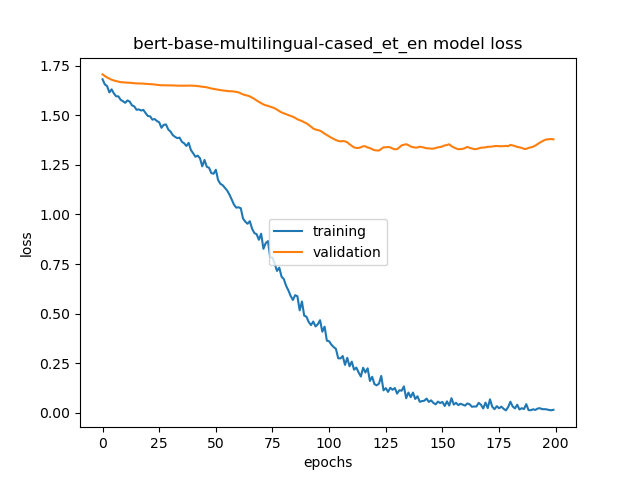 bert-base-multilingual-cased_et_en model loss
loss
1.75
1.50
1.25
1.00
0.75
0.50
0.25
0.00
training
validation
0 25 50 75 100 125 150 175 200
epochs